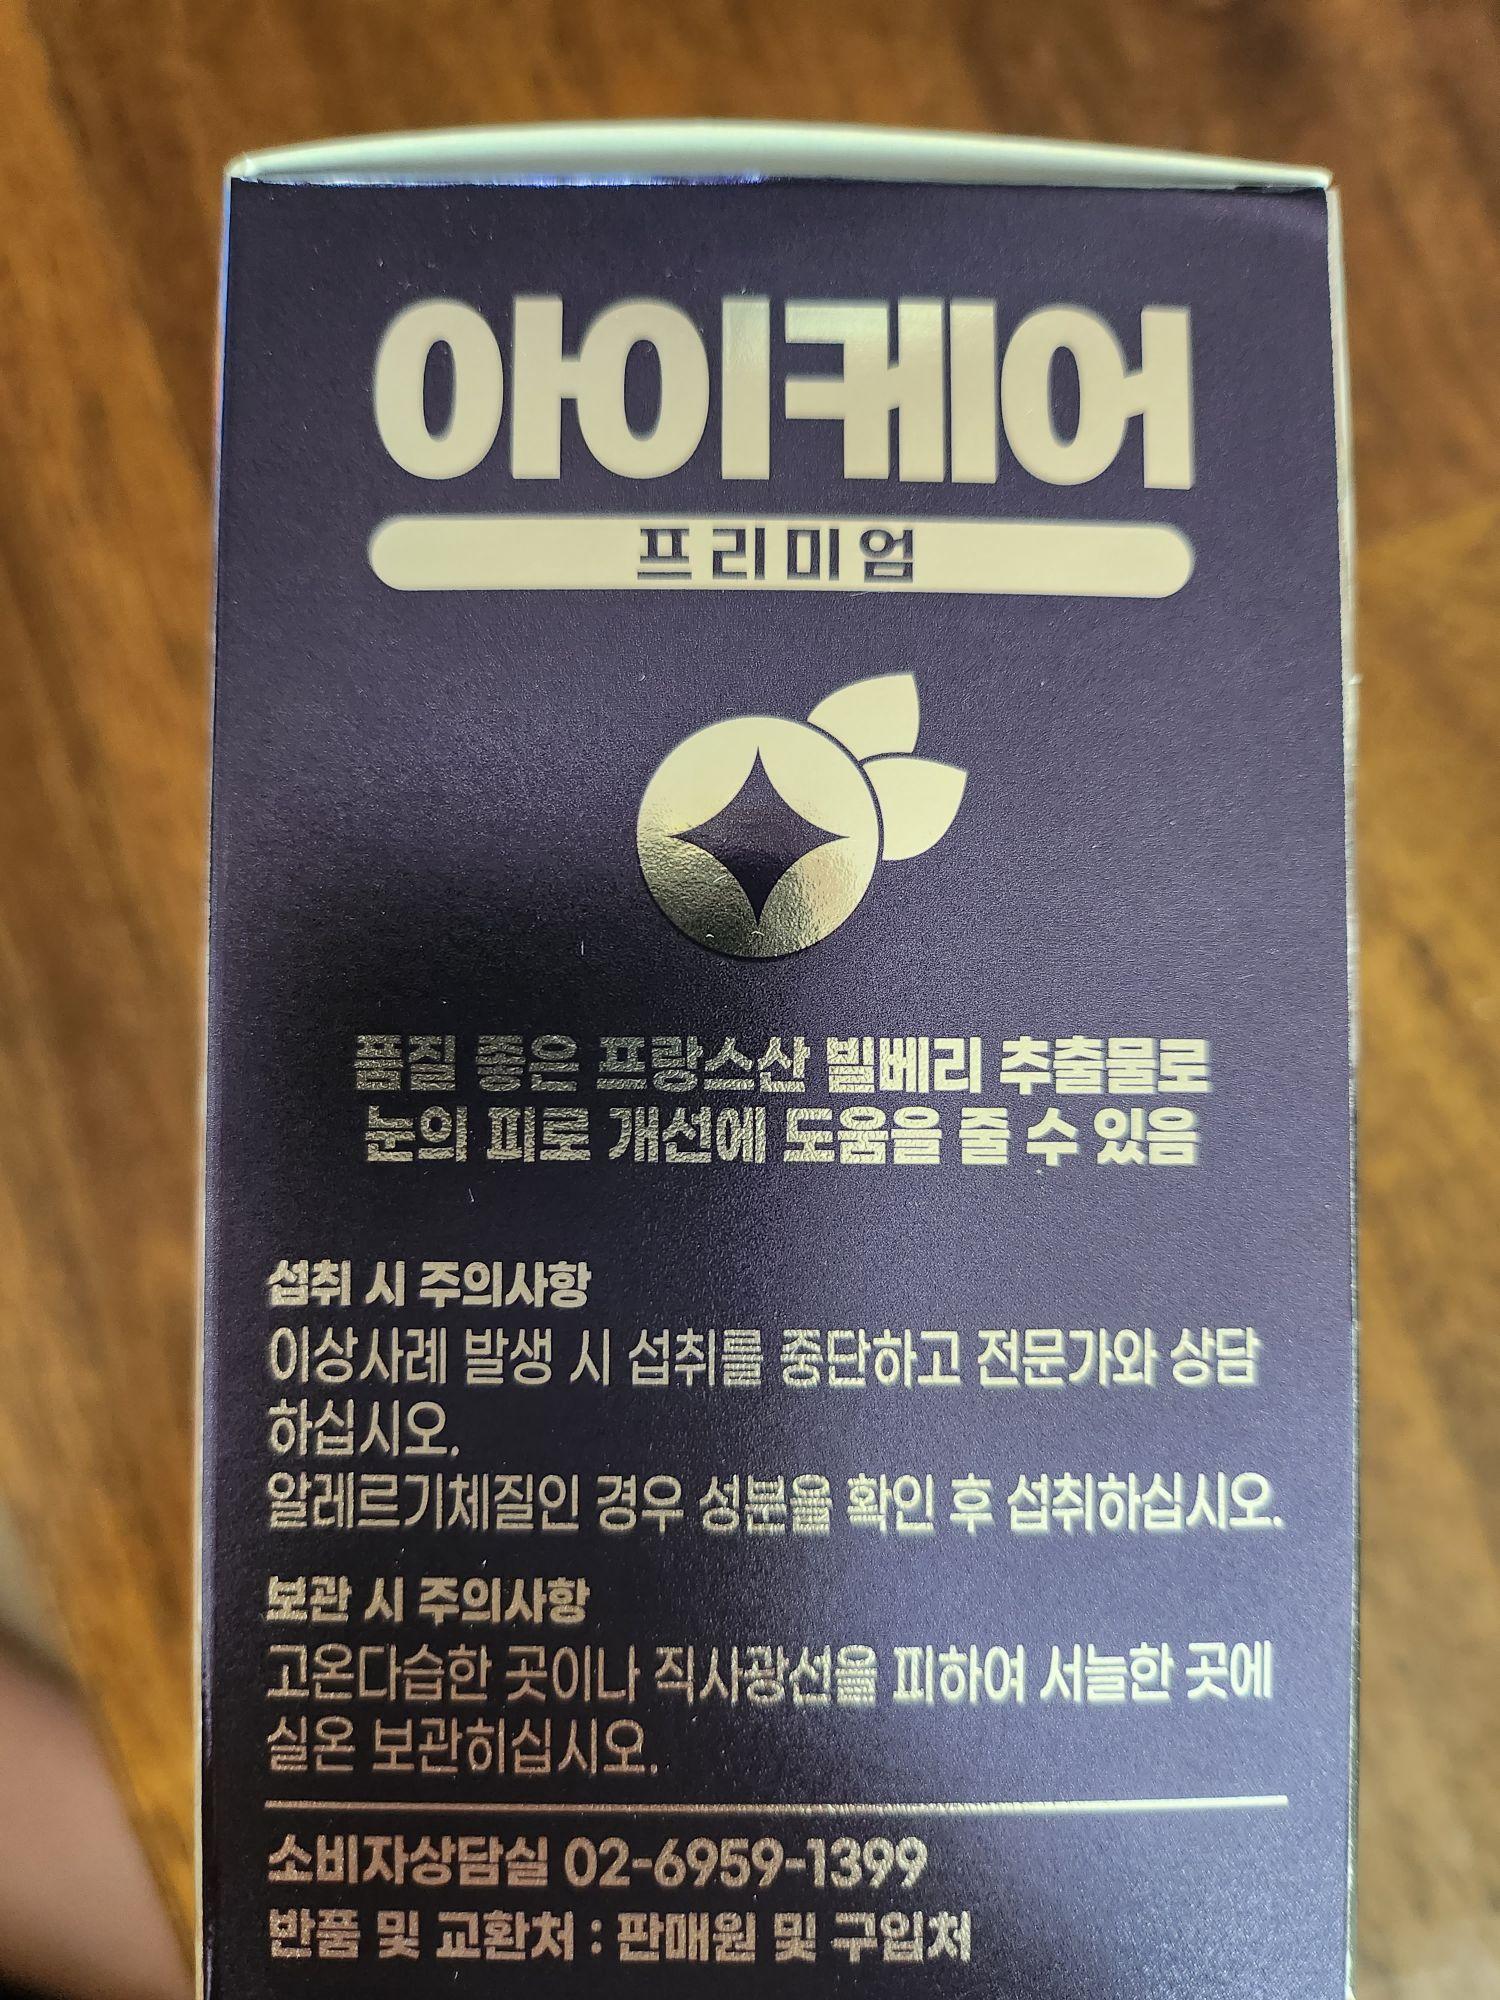 아이케어
프리미엄
품질 좋은 프랑스산 빌베리 추출물로
눈의 피로 개선에 도움을 줄 수 있음
섭취 시 주의사항
이상사례 발생 시 섭취를 중단하고 전문가와 상담
하십시오.
알레르기체질인 경우 성분을 확인 후 섭취하십시오.
보관 시 주의사항
고온다습한 곳이나 직사광선을 피하여 서늘한 곳에
실온 보관히십시오.
소비자상담실 02-6959-1399
반품 및 교환처 : 판매원 및 구입처